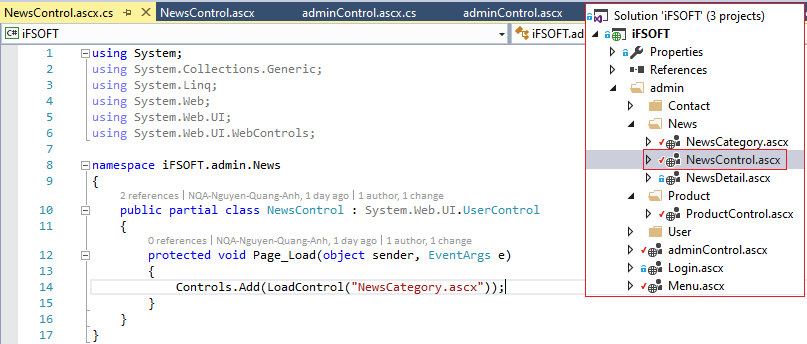 NewsControl.ascx.cs NewsControl.ascx adminControl.ascx.cs adminControl.ascx
iFSOFT iFSOFT.ad
1 using System;
2 using System.Collections.Generic;
3 using System.Linq;
4 using System.Web;
5 using System.Web.UI;
6 using System.Web.UI.WebControls;
7
8 namespace iFSOFT.admin.News
9 {
2 references | NQA-Nguyen-Quang-Anh, 1 day ago | 1 author, 1 change
10 public partial class NewsControl : System.Web.UI.UserControl
11 {
0 references | NQA-Nguyen-Quang-Anh, 1 day ago | 1 author, 1 change
12 protected void Page_Load(object sender, EventArgs e)
13 {
14 Controls.Add(LoadControl("NewsCategory.ascx"));
15 }
16 }
17 }
Solution 'iFSOFT' (3 projects)
iFSOFT
Properties
References
admin
Contact
News
NewsCategory.ascx
NewsControl.ascx
NewsDetail.ascx
Product
ProductControl.ascx
User
adminControl.ascx
Login.ascx
Menu.ascx